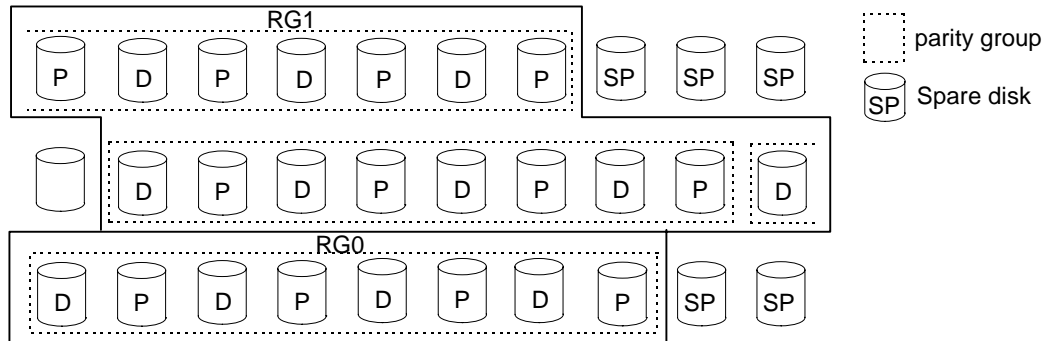 RG1
P D P D P D P SP SP SP
parity group
SP Spare disk
D P D P D P D P D
RG0
D P D P D P D P SP SP